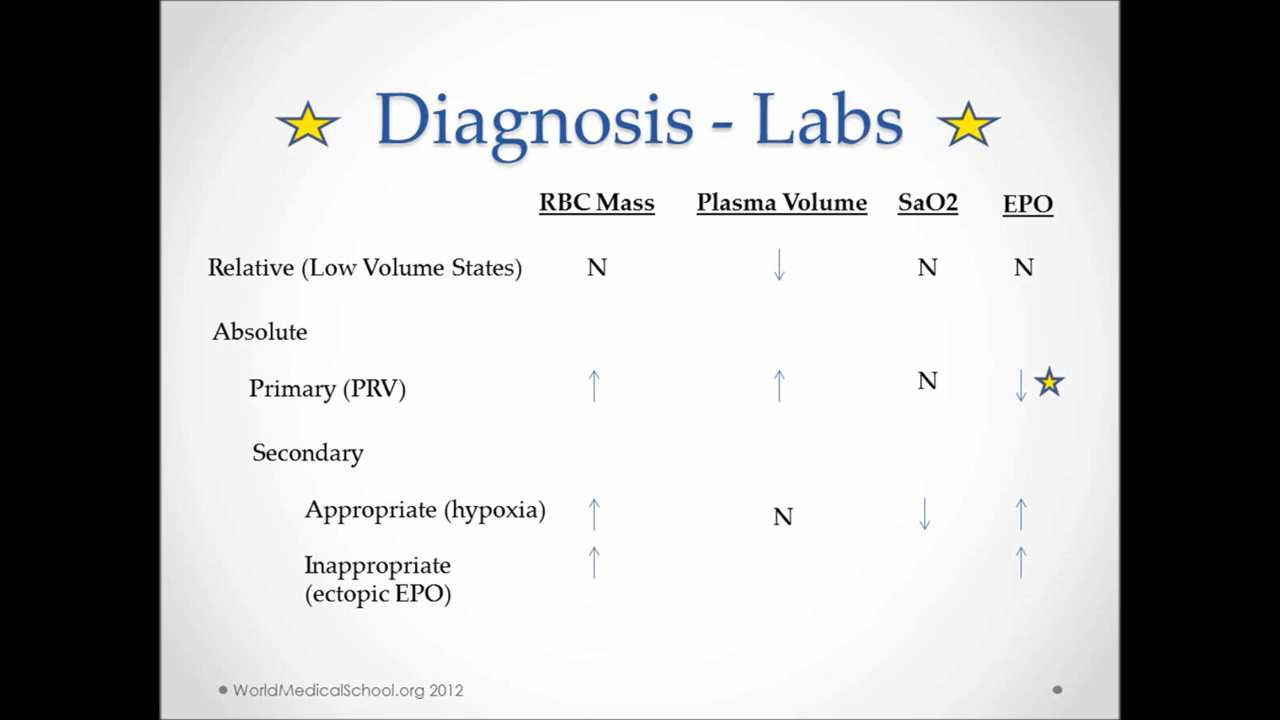 Diagnosis - Labs
RBC Mass Plasma Volume SaO2 EPO
Relative (Low Volume States) N ↓ N N
Absolute
Primary (PRV) ↑ ↑ N ↓
Secondary
Appropriate (hypoxia) ↑ N ↓ ↑
Inappropriate ↑ ↑
(ectopic EPO)
WorldMedicalSchool.org 2012